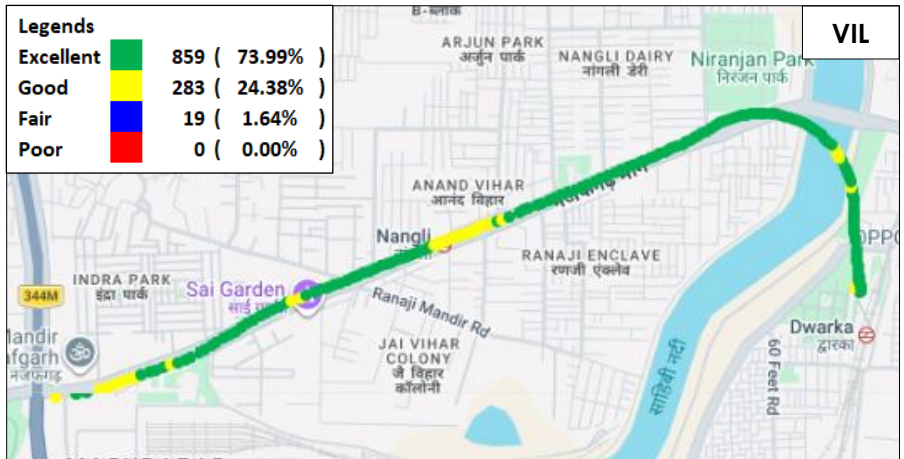 Legends
Excellent 859 ( 73.99% )
Good 283 ( 24.38% )
Fair 19 ( 1.64% )
Poor 0 ( 0.00% )
VIL
B-ब्लाक
ARJUN PARK
अर्जुन पार्क
NANGLI DAIRY
नांगली डेरी
Niranjan Park
निरंजन पार्क
ANAND VIHAR
आनंद विहार
Nangli
RANAJI ENCLAVE
रणजी एंक्लेव
INDRA PARK
इंद्रा पार्क
Sai Garden
साई
344M
Ranaji Mandir Rd
JAI VIHAR
COLONY
जै विहार
कॉलोनी
Mandir
नजफगढ़
साहिबी नदी
60 Feet Rd
Dwarka
द्वारका